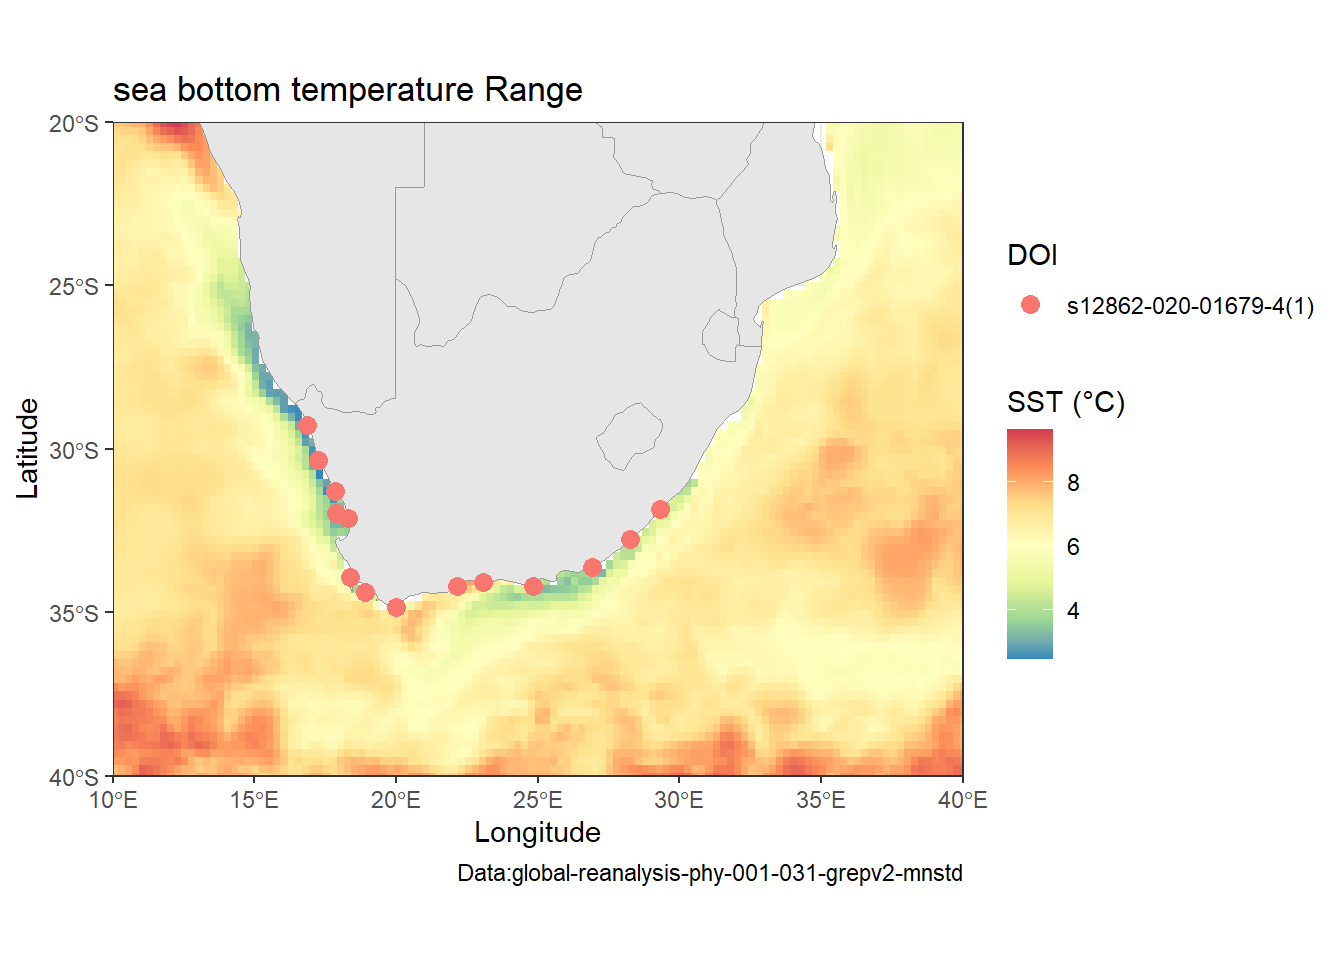 sea bottom temperature Range
20°S
25°S
30°S
35°S
40°S
Latitude
10°E
15°E
20°E
25°E
30°E
35°E
40°E
Longitude
Data:global-reanalysis-phy-001-031-grepv2-mnstd
DOI
s12862-020-01679-4(1)
SST (°C)
8
6
4